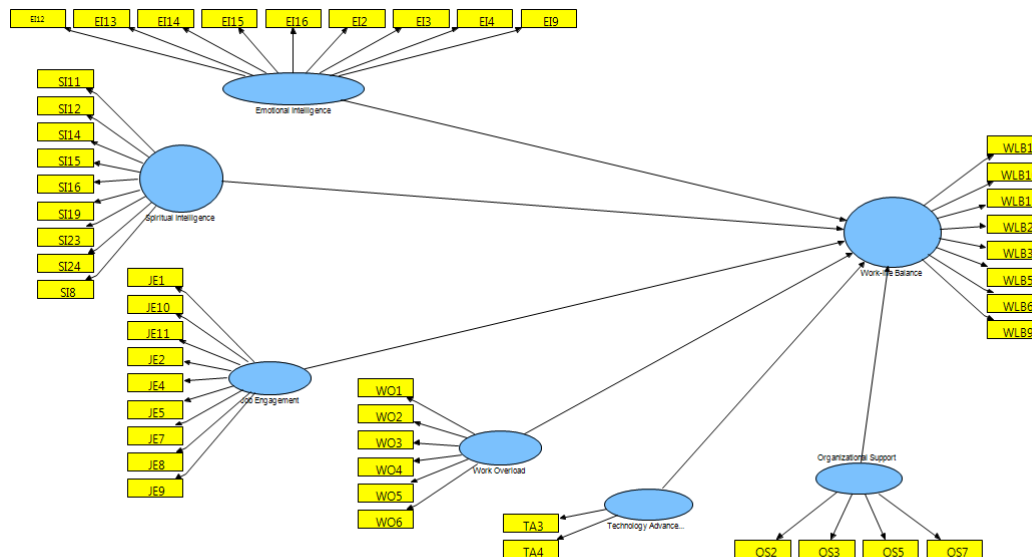 EI12 EI13 EI14 EI15 EI16 EI2 EI3 EI4 EI9
Emotional Intelligence
SI11
SI12
SI14
SI15
SI16
SI19
SI23
SI24
SI8
Spiritual Intelligence
WLB1
WLB1
WLB1
WLB2
WLB3
WLB5
WLB6
WLB9
Work-life Balance
JE1
JE10
JE11
JE2
JE4
JE5
JE7
JE8
JE9
Job Engagement
WO1
WO2
WO3
WO4
WO5
WO6
Work Overload
TA3
TA4
Technology Advance...
Organizational Support
OS2 OS3 OS5 OS7